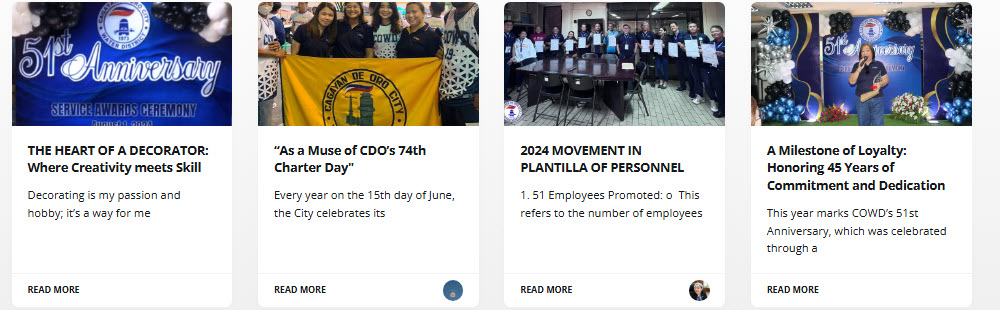 51st
Anniversary
SERVICE AWARDS CEREMONY
August 1, 2024
CAGAYAN DE ORO CITY
THE HEART OF A DECORATOR:
Where Creativity meets Skill
Decorating is my passion and
hobby; it's a way for me
READ MORE
“As a Muse of CDO’s 74th
Charter Day"
Every year on the 15th day of June,
the City celebrates its
READ MORE
2024 MOVEMENT IN
PLANTILLA OF PERSONNEL
1. 51 Employees Promoted: o This
refers to the number of employees
READ MORE
A Milestone of Loyalty:
Honoring 45 Years of
Commitment and Dedication
This year marks COWD’s 51st
Anniversary, which was celebrated
through a
READ MORE